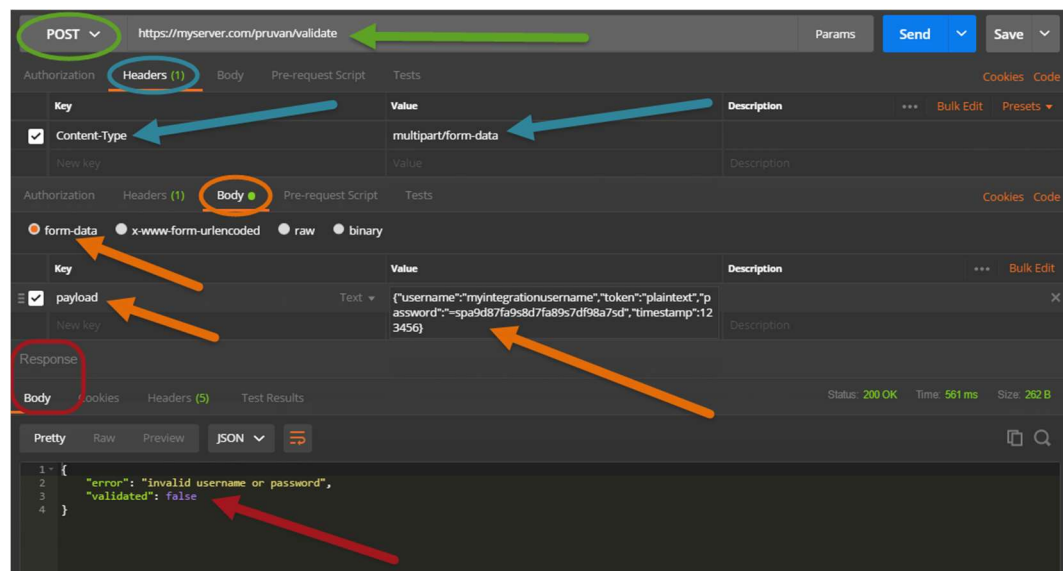 POST https://myserver.com/pruvan/validate Params Send Save
Authorization Headers (1) Body Pre-request Script Tests Cookies Code
Key Value Description ••• Bulk Edit Presets
Content-Type multipart/form-data
New key Value Description
Authorization Headers (1) Body Pre-request Script Tests Cookies Code
form-data x-www-form-urlencoded raw binary
Key Value Description ••• Bulk Edit
payload Text {"username":"myintegrationusername","token":"plaintext","p
assword":"=spa9d87fa9s8d7fa89s7df98a7sd","timestamp":12
3456}
New key Description
Response
Body Cookies Headers (5) Test Results Status: 200 OK Time: 561 ms Size: 262 B
Pretty Raw Preview JSON
1 {
2 "error": "invalid username or password",
3 "validated": false
4 }